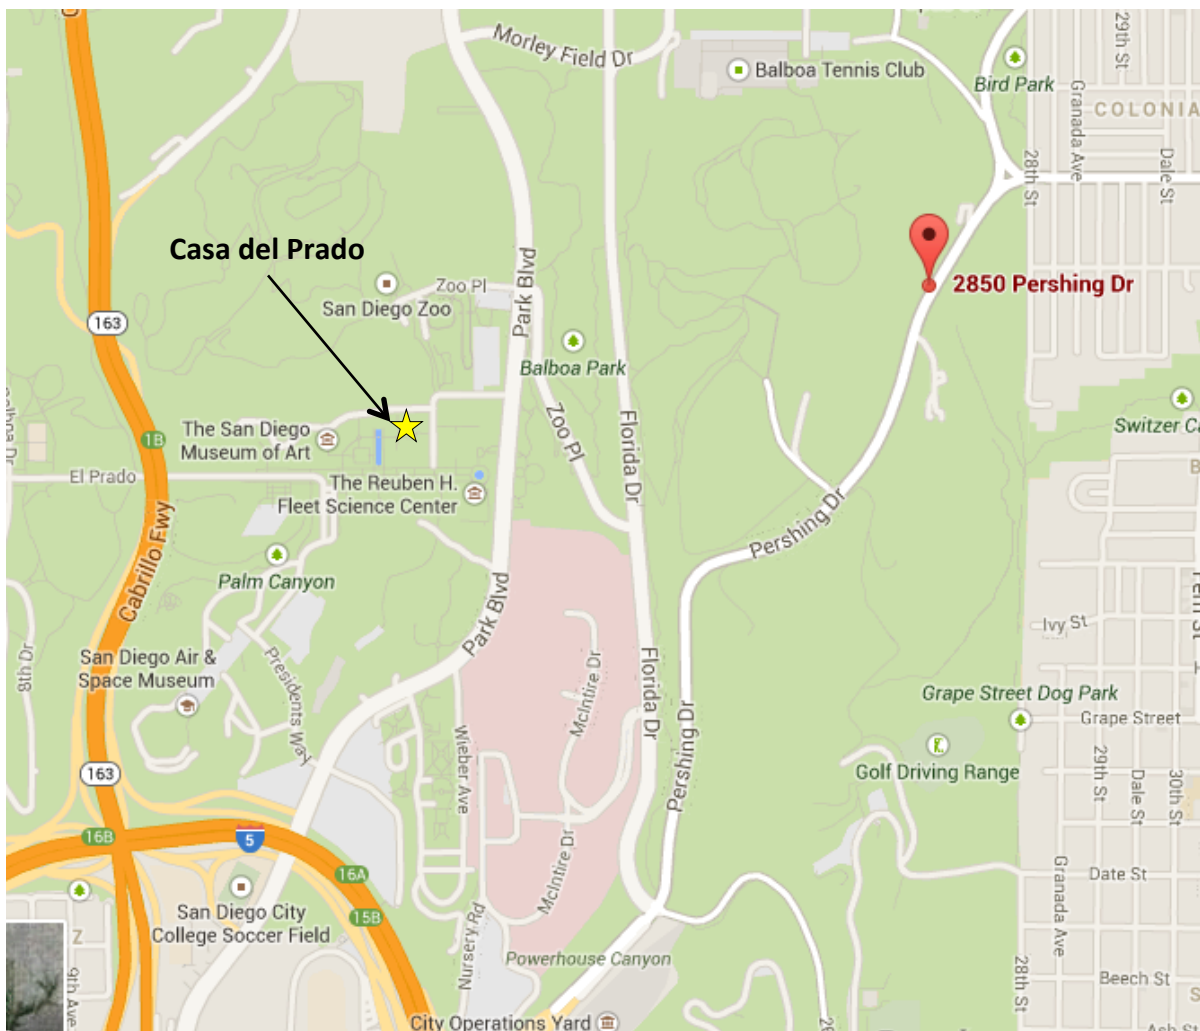 Morley Field Dr
Balboa Tennis Club
Bird Park
29th St
Granada Ave
COLONIA
28th St
Dale St
Casa del Prado
Zoo Pl
San Diego Zoo
Park Blvd
163
2850 Pershing Dr
Balboa Park
Florida Dr
Zoo Pl
Switzer C
The San Diego
Museum of Art
1B
El Prado
The Reuben H.
Fleet Science Center
Pershing Dr
Cabrillo Fwy
Palm Canyon
Park Blvd
Ivy St
8th Dr
San Diego Air &
Space Museum
Presidents Way
McIntire Dr
Florida Dr
Pershing Dr
Grape Street Dog Park
Grape Street
Wieber Ave
Golf Driving Range
29th St
Dale St
30th St
163
16B
5
16A
15B
McIntire Dr
Date St
Granada Ave
San Diego City
College Soccer Field
Nursery Rd
Powerhouse Canyon
Z
9th Ave
28th St
Beech St
City Operations Yard